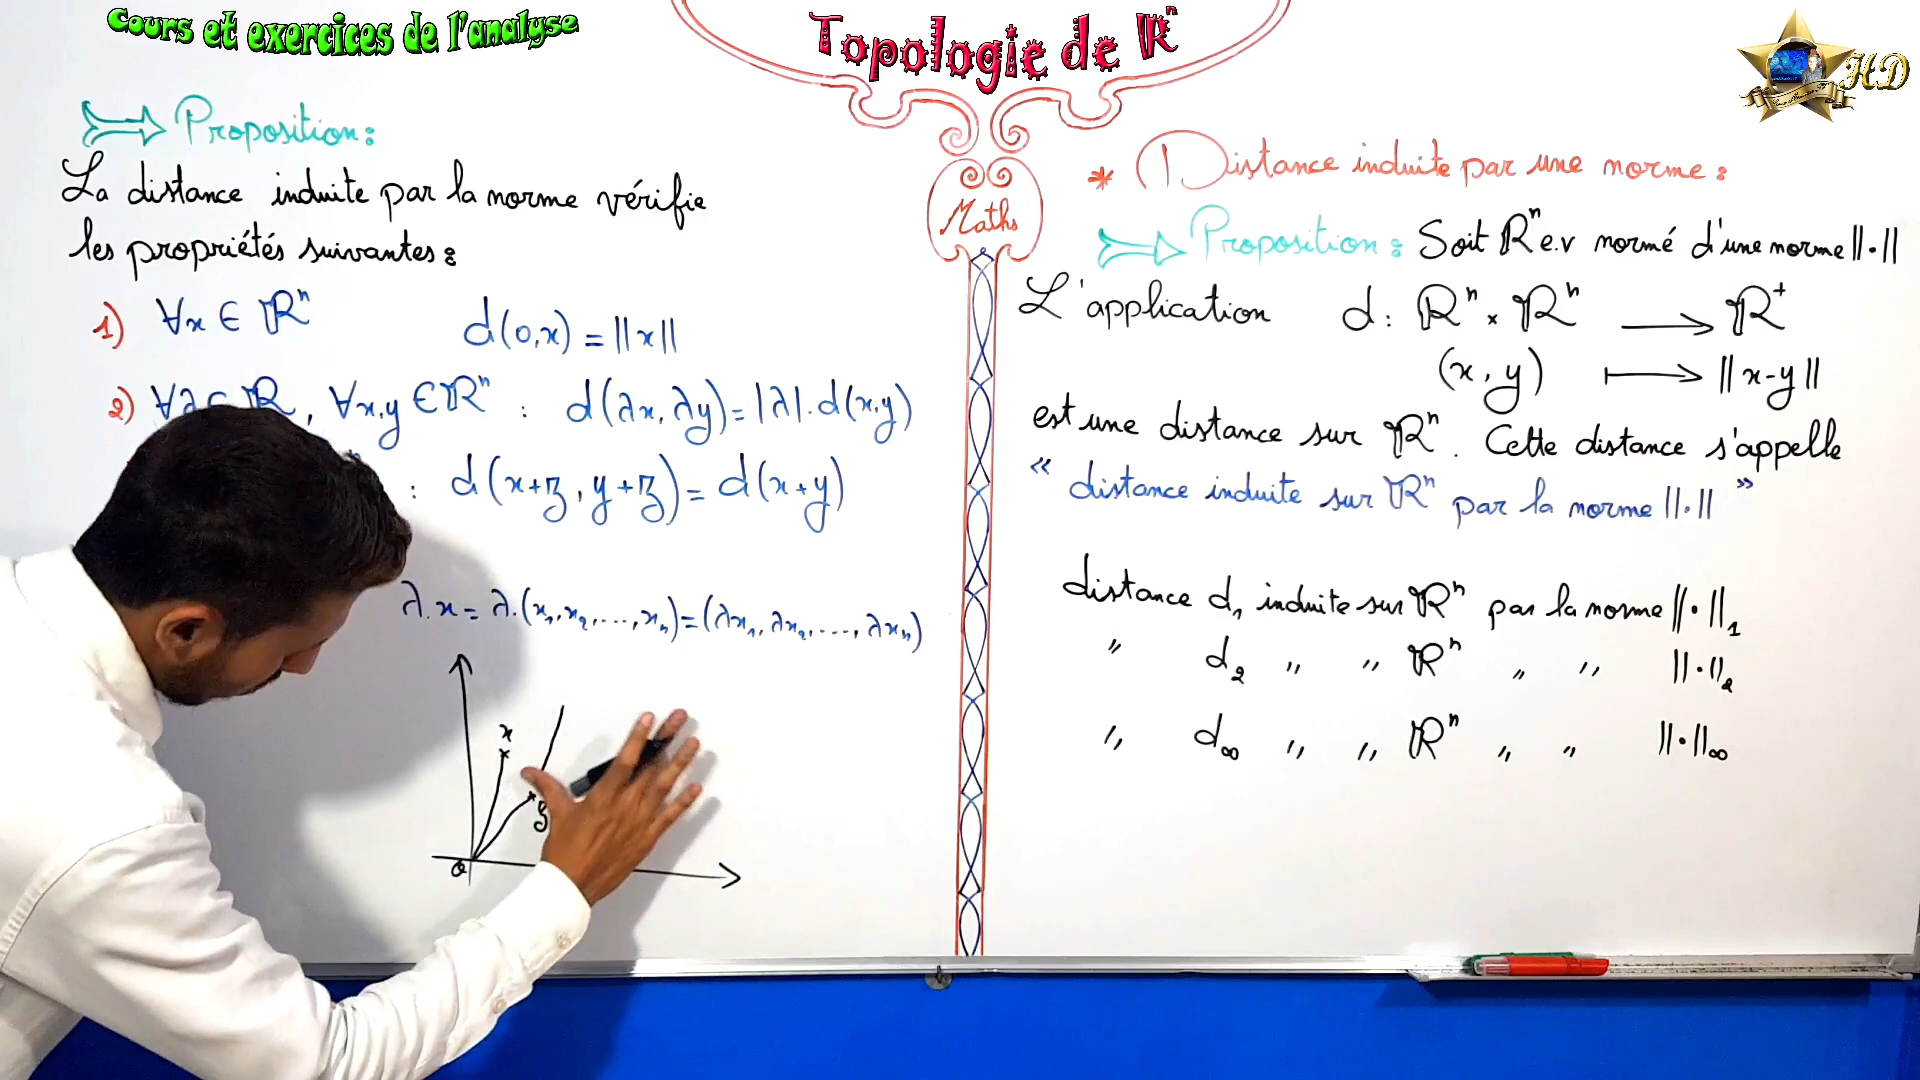 Cours et exercices de l'analyse
Topologie de ℝⁿ
HD
Proposition:
La distance induite par la norme vérifie
les propriétés suivantes:
1) ∀x ∈ ℝⁿ d(0,x) = ||x||
2) ∀λ ∈ ℝ, ∀x,y ∈ ℝⁿ : d(λx, λy) = |λ|. d(x,y)
: d(x+z, y+z) = d(x+y)
λ.x = λ.(x₁, x₂, ..., xₙ) = (λx₁, λx₂, ..., λxₙ)
x
y
0
Maths
* Distance induite par une norme:
Proposition: Soit ℝⁿ e.v normé d'une norme ||•||
L'application d: ℝⁿ × ℝⁿ ⟶ ℝ⁺
(x, y) ⟼ ||x-y||
est une distance sur ℝⁿ. Cette distance s'appelle
« distance induite sur ℝⁿ par la norme ||•|| »
distance d₁ induite sur ℝⁿ par la norme ||•||₁
" d₂ " " ℝⁿ " " ||•||₂
" d∞ " " ℝⁿ " " ||•||∞